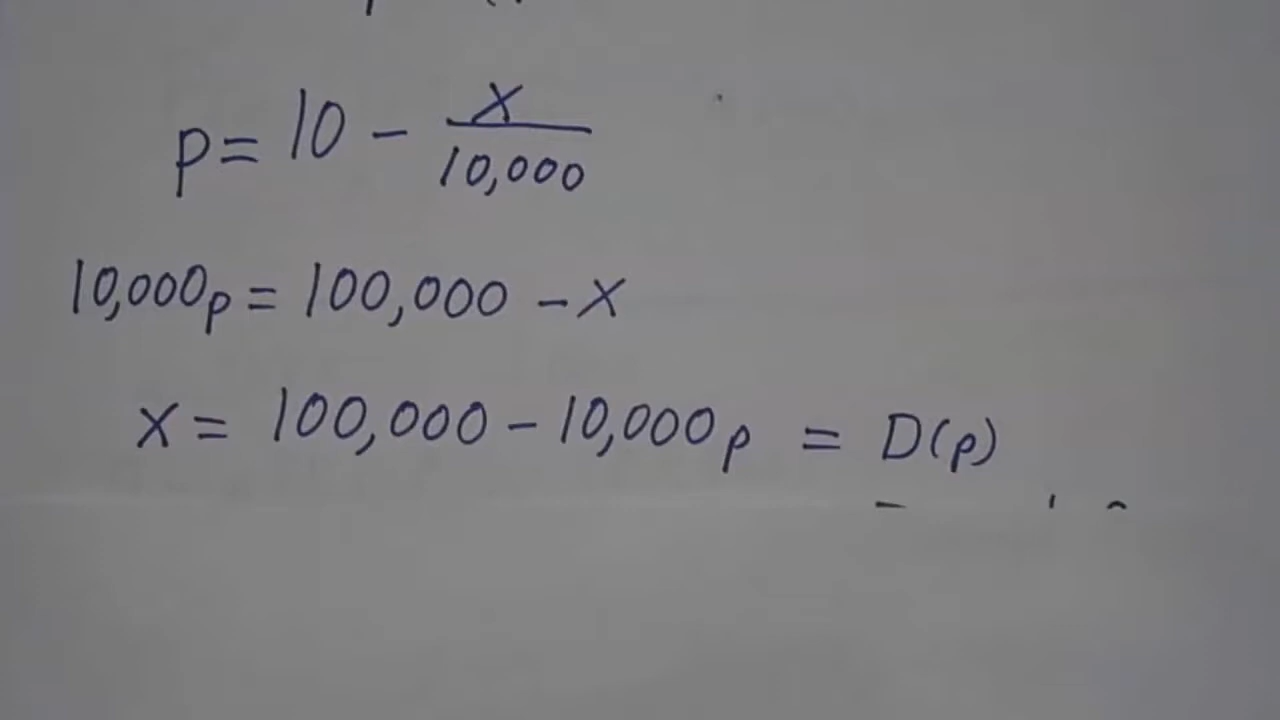 p = 10 - x/10,000
10,000p = 100,000 - x
x = 100,000 - 10,000p = D(p)